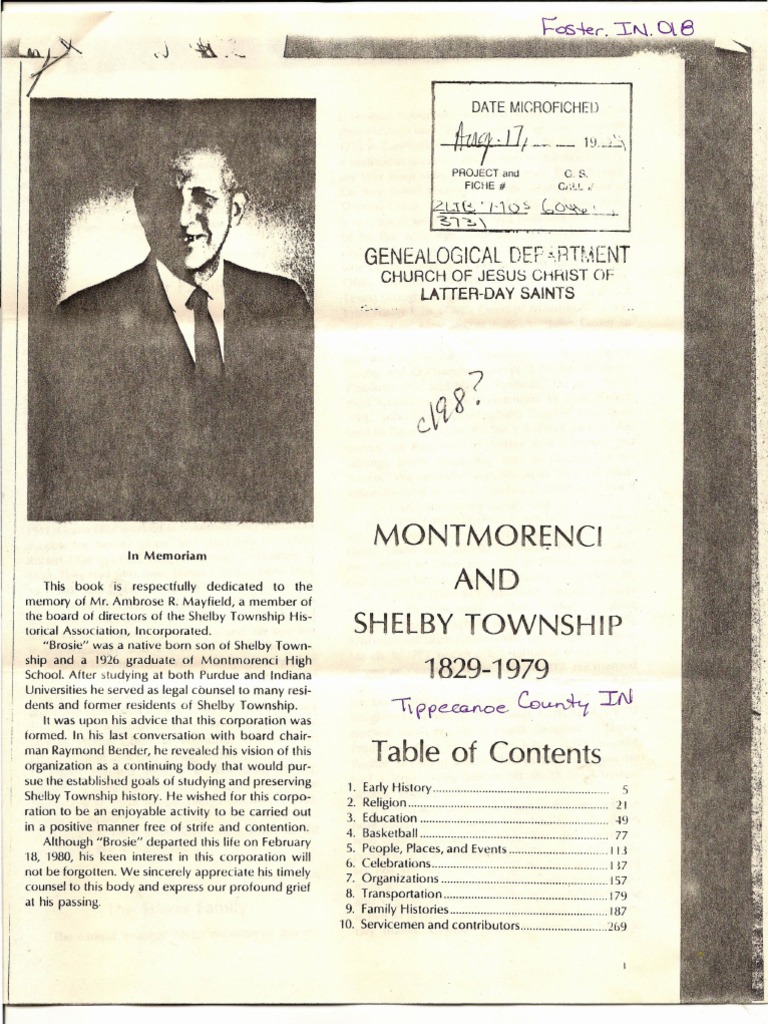 Foster. IN. 018
DATE MICROFICHED
Aug. 17, 19
PROJECT and G. S.
FICHE # CALL #
3731
GENEALOGICAL DEPARTMENT
CHURCH OF JESUS CHRIST OF
LATTER-DAY SAINTS
c198?
In Memoriam
This book is respectfully dedicated to the
memory of Mr. Ambrose R. Mayfield, a member of
the board of directors of the Shelby Township His-
torical Association, Incorporated.
"Brosie" was a native born son of Shelby Town-
ship and a 1926 graduate of Montmorenci High
School. After studying at both Purdue and Indiana
Universities he served as legal counsel to many resi-
dents and former residents of Shelby Township.
It was upon his advice that this corporation was
formed. In his last conversation with board chair-
man Raymond Bender, he revealed his vision of this
organization as a continuing body that would pur-
sue the established goals of studying and preserving
Shelby Township history. He wished for this corpo-
ration to be an enjoyable activity to be carried out
in a positive manner free of strife and contention.
Although "Brosie" departed this life on February
18, 1980, his keen interest in this corporation will
not be forgotten. We sincerely appreciate his timely
counsel to this body and express our profound grief
at his passing.
MONTMORENCI
AND
SHELBY TOWNSHIP
1829-1979
Tippecanoe County IN
Table of Contents
1. Early History 5
2. Religion 21
3. Education 49
4. Basketball 77
5. People, Places, and Events 113
6. Celebrations 137
7. Organizations 157
8. Transportation 179
9. Family Histories 187
10. Servicemen and contributors 269
1